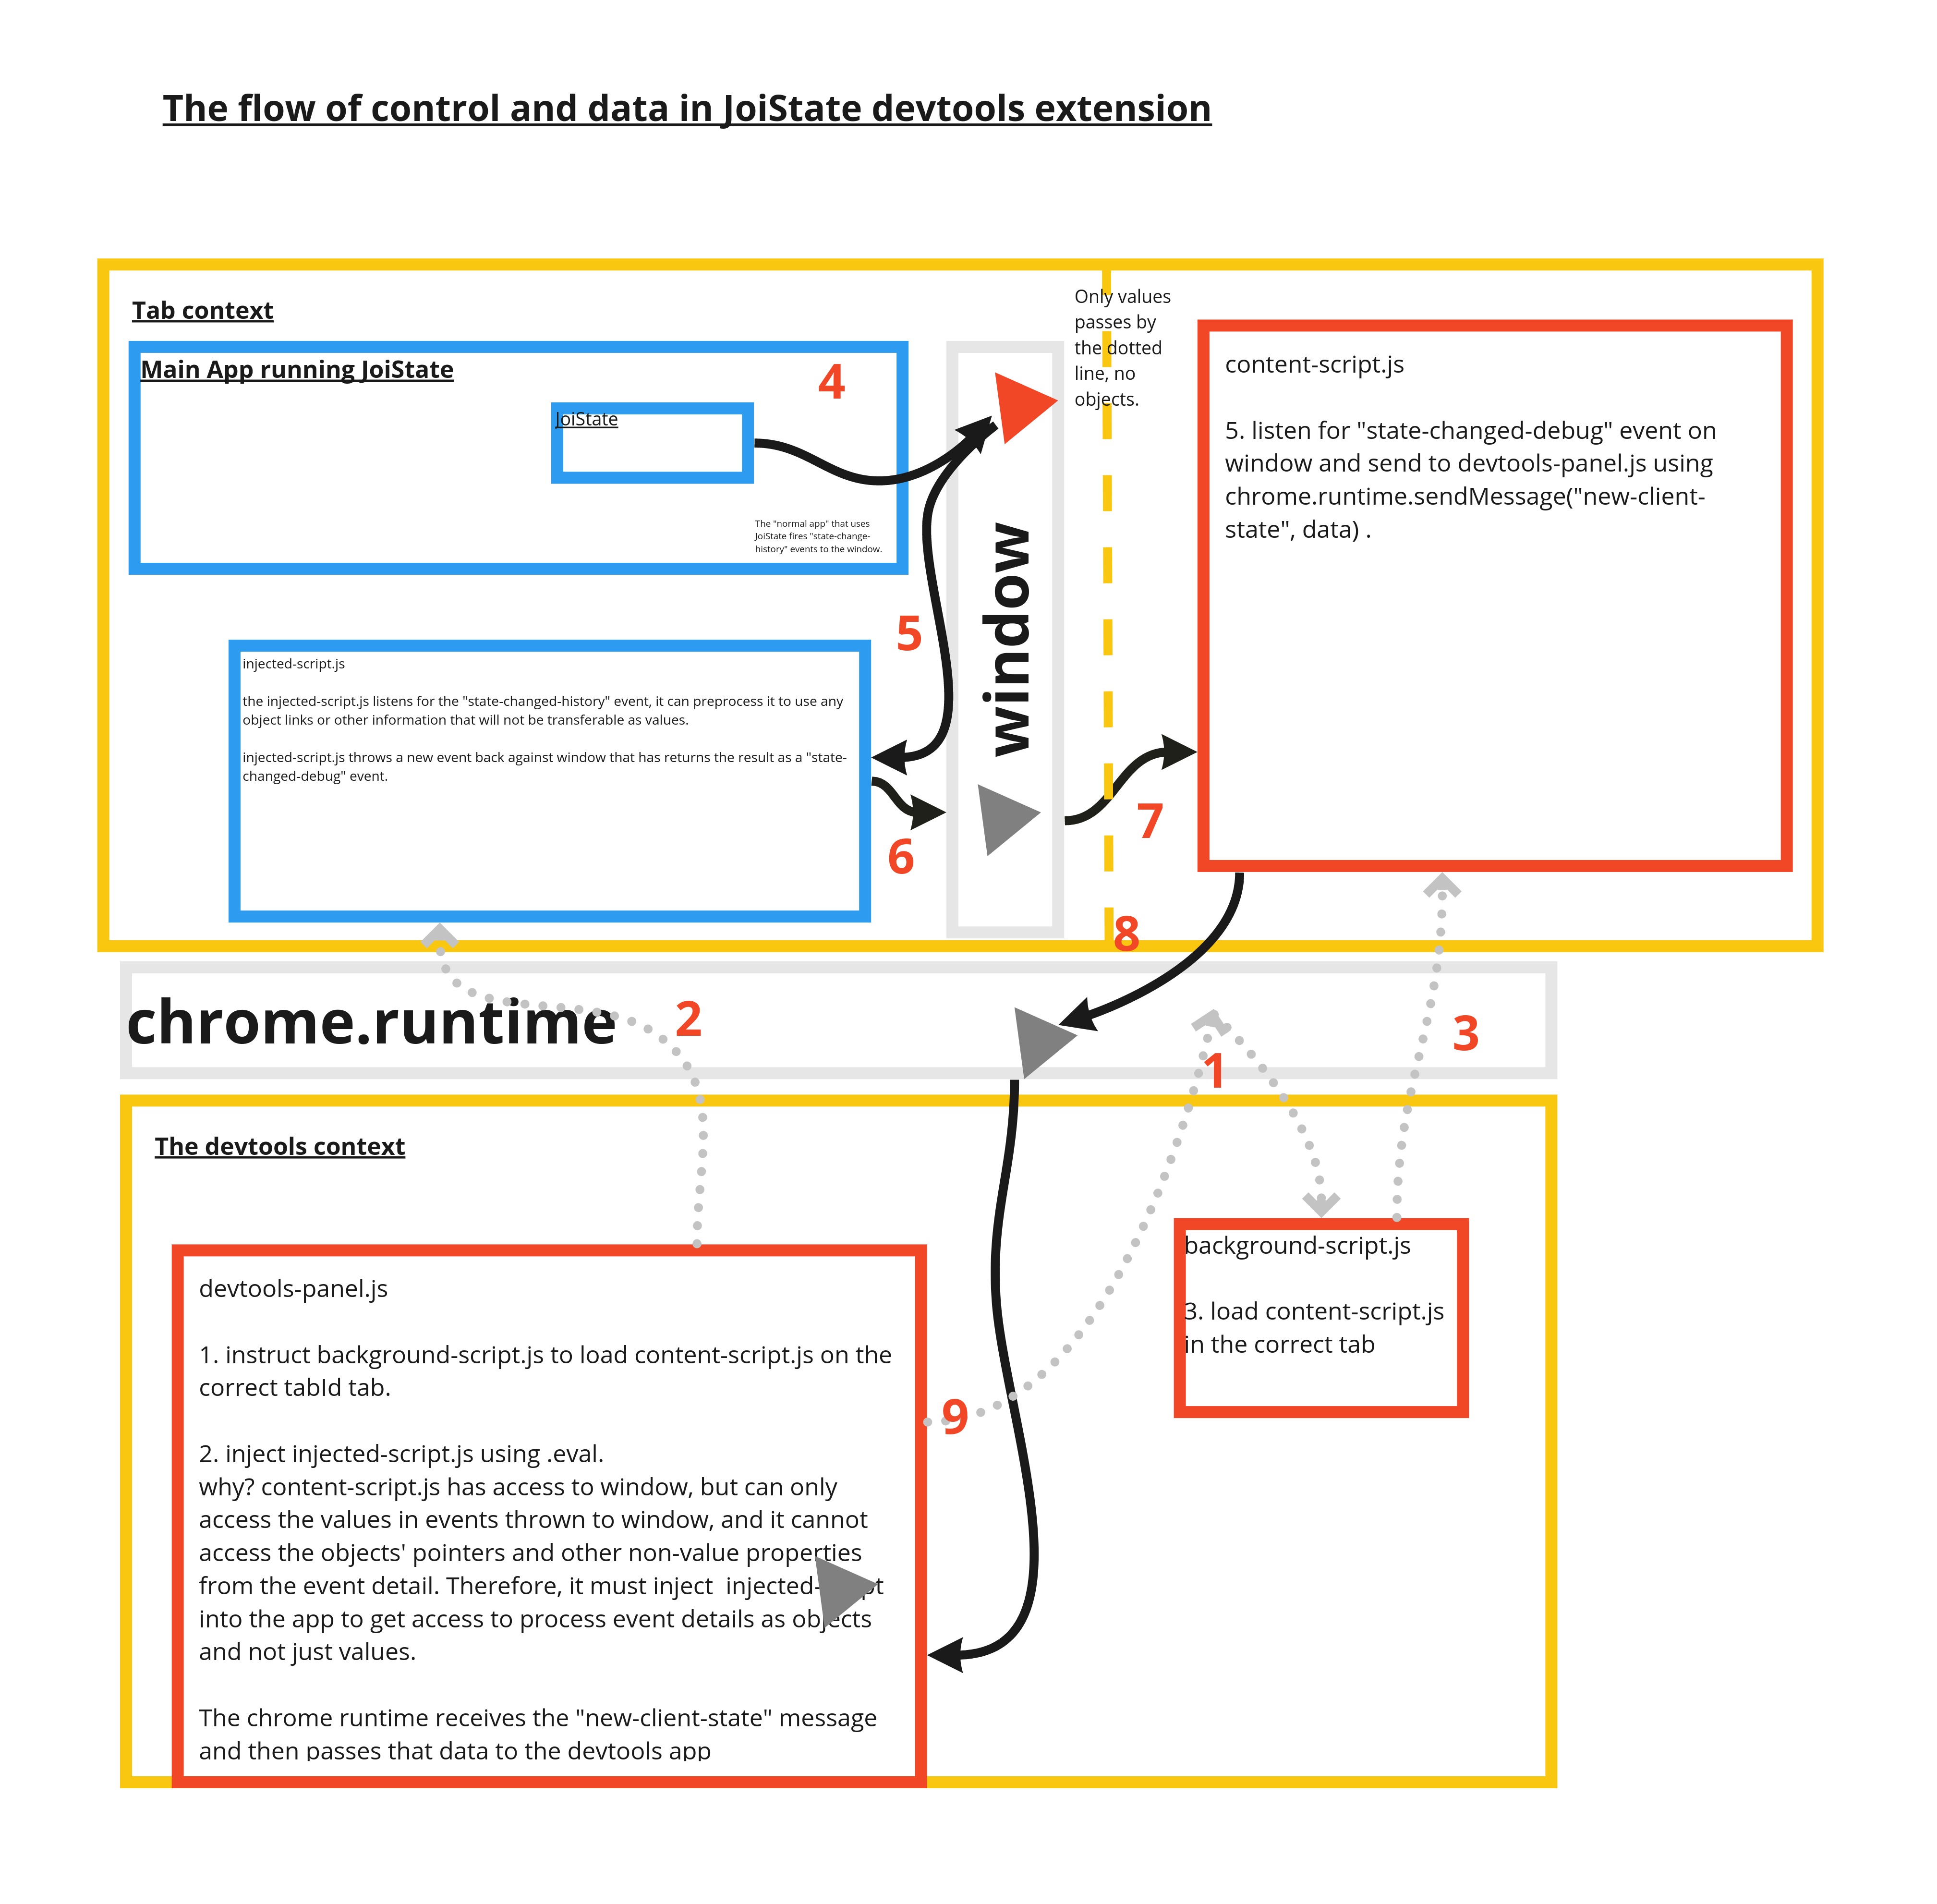 The flow of control and data in JoiState devtools extension
Tab context
Main App running JoiState
4
JoiState
The "normal app" that uses
JoiState fires "state-change-
history" events to the window.
5
injected-script.js
the injected-script.js listens for the "state-changed-history" event, it can preprocess it to use any
object links or other information that will not be transferable as values.
injected-script.js throws a new event back against window that has returns the result as a "state-
changed-debug" event.
6
window
Only values
passes by
the dotted
line, no
objects.
7
content-script.js
5. listen for "state-changed-debug" event on
window and send to devtools-panel.js using
chrome.runtime.sendMessage("new-client-
state", data) .
8
chrome.runtime
2
1
3
The devtools context
devtools-panel.js
1. instruct background-script.js to load content-script.js on the
correct tabId tab.
2. inject injected-script.js using .eval.
why? content-script.js has access to window, but can only
access the values in events thrown to window, and it cannot
access the objects' pointers and other non-value properties
from the event detail. Therefore, it must inject
into the app to get access to process event details as objects
and not just values.
The chrome runtime receives the "new-client-state" message
and then passes that data to the devtools app
9
background-script.js
3. load content-script.js
in the correct tab